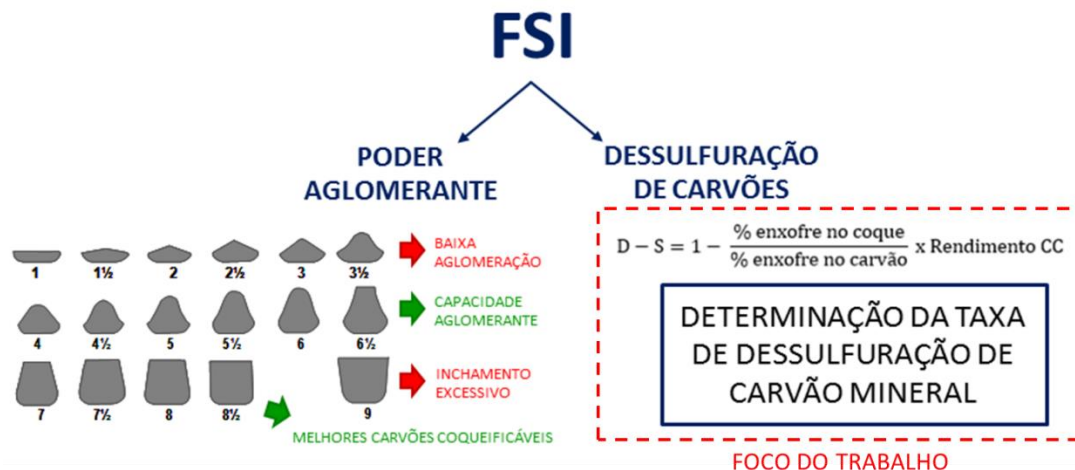 FSI
PODER
AGLOMERANTE
1 1½ 2 2½ 3 3½
BAIXA
AGLOMERAÇÃO
4 4½ 5 5½ 6 6½
CAPACIDADE
AGLOMERANTE
7 7½ 8 8½ 9
INCHAMENTO
EXCESSIVO
MELHORES CARVÕES COQUEIFICÁVEIS
DESSULFURAÇÃO
DE CARVÕES
D − S = 1 − % enxofre no coque / % enxofre no carvão x Rendimento CC
DETERMINAÇÃO DA TAXA
DE DESSULFURAÇÃO DE
CARVÃO MINERAL
FOCO DO TRABALHO